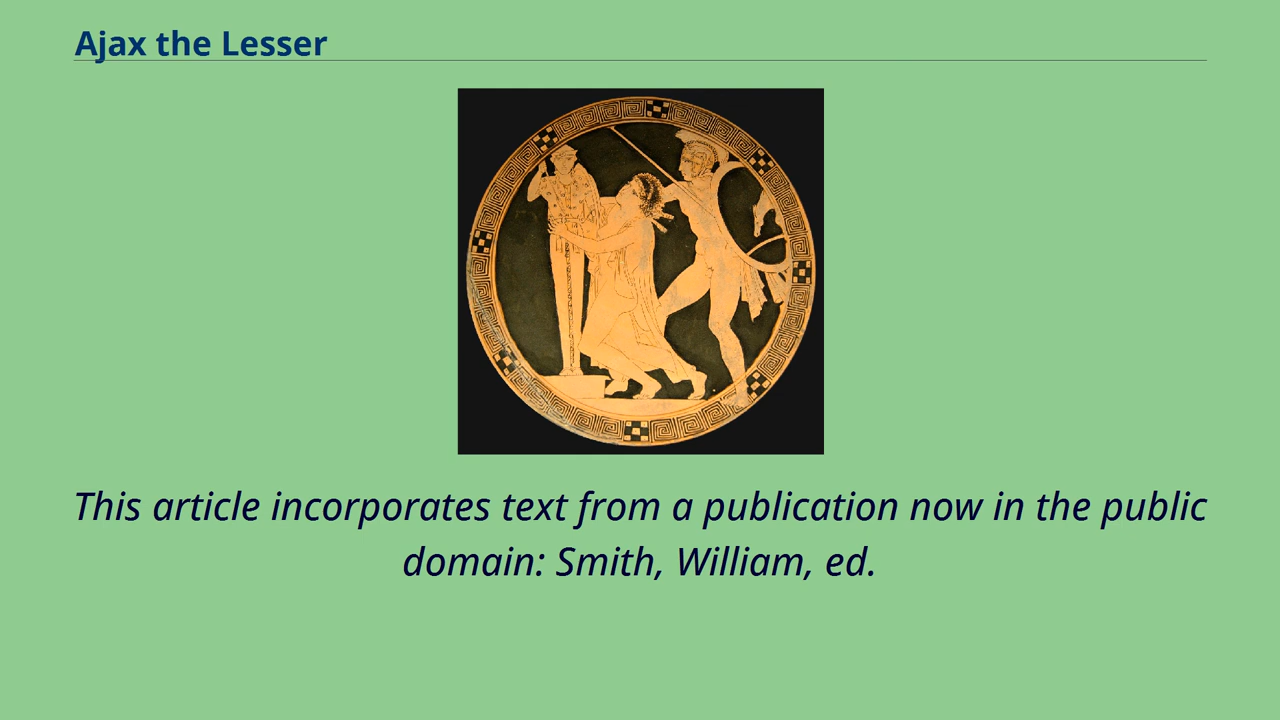 Ajax the Lesser
This article incorporates text from a publication now in the public
domain: Smith, William, ed.